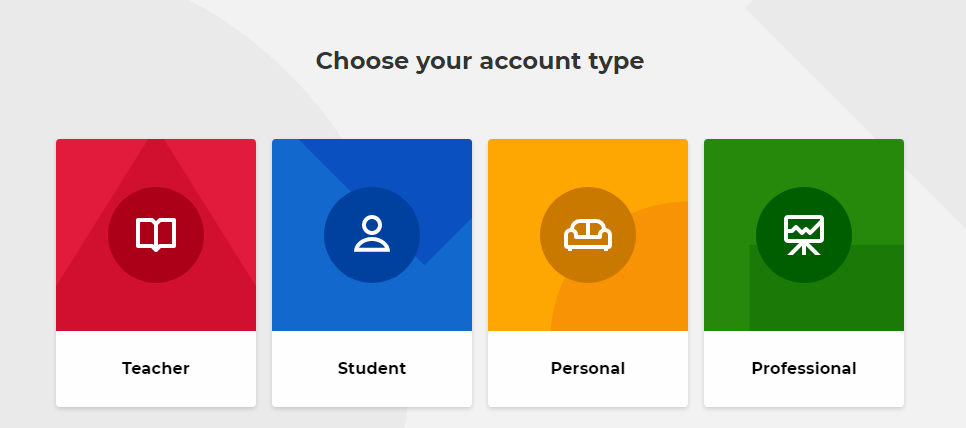 Choose your account type
Teacher
Student
Personal
Professional